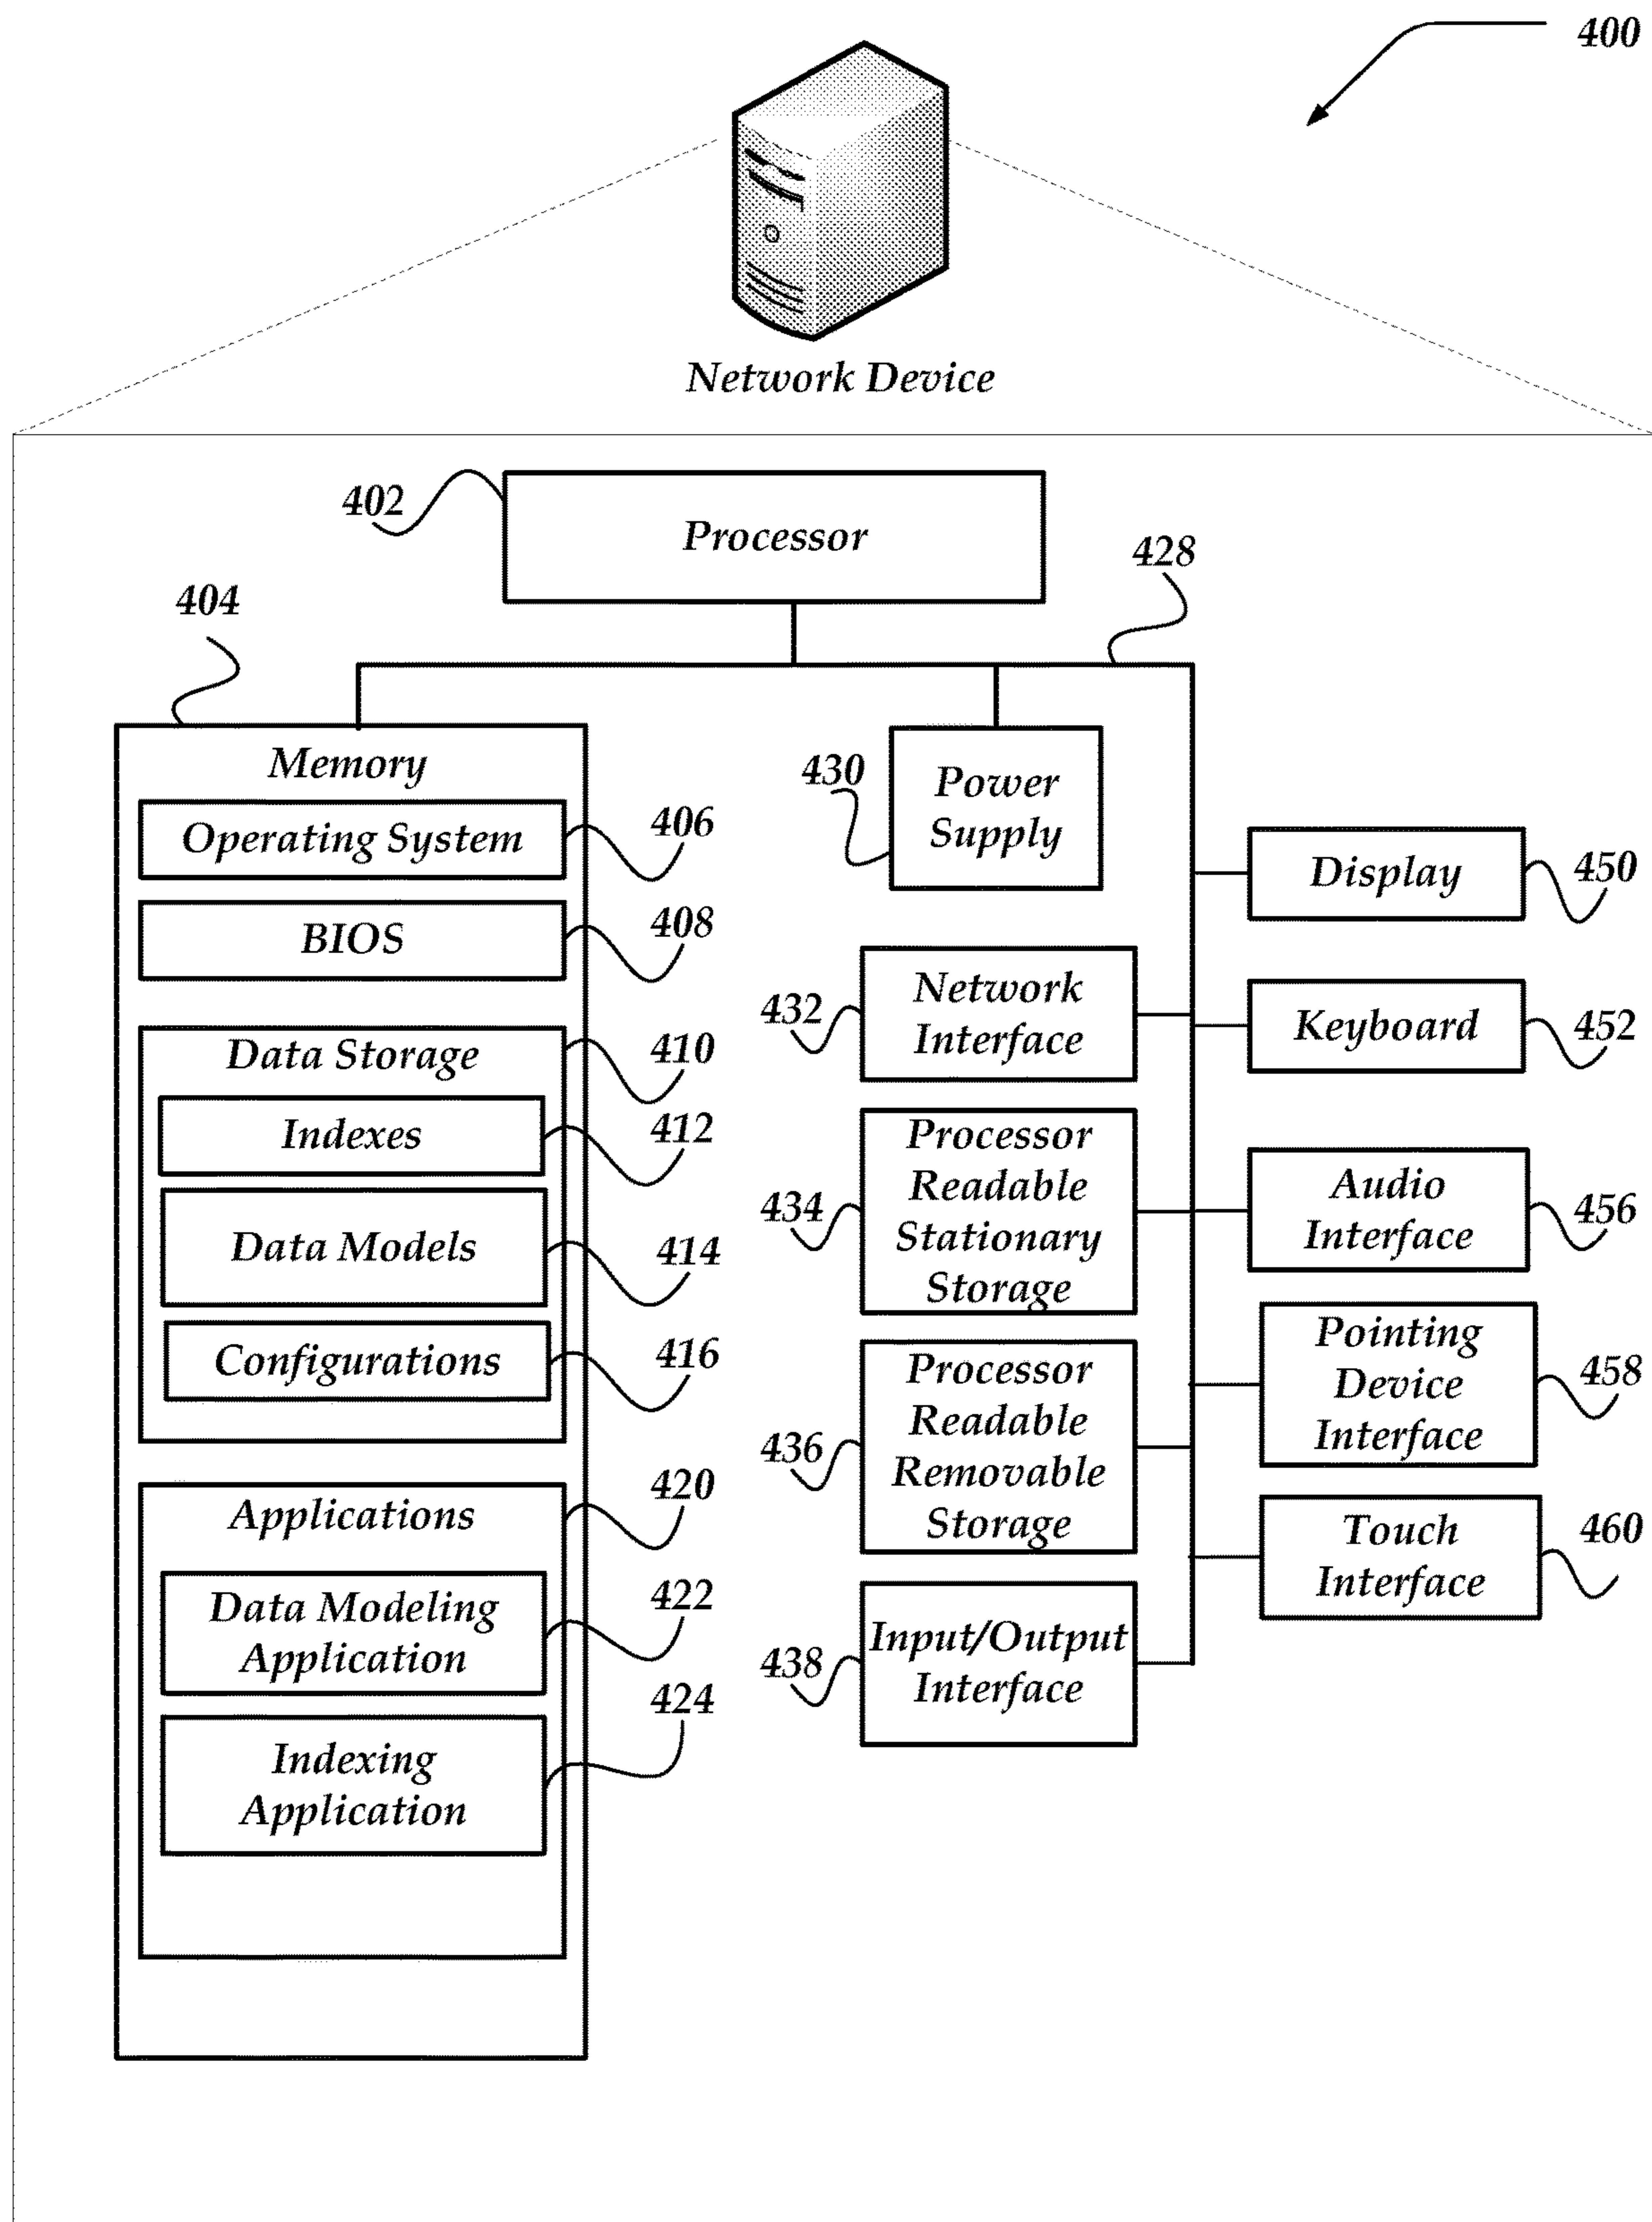 400
Network Device
402
Processor
428
404
Memory
Operating System
406
BIOS
408
Data Storage
410
Indexes
412
Data Models
414
Configurations
416
Applications
420
Data Modeling
Application
422
Indexing
Application
424
430
Power
Supply
432
Network
Interface
434
Processor
Readable
Stationary
Storage
436
Processor
Readable
Removable
Storage
438
Input/Output
Interface
Display
450
Keyboard
452
Audio
Interface
456
Pointing
Device
Interface
458
Touch
Interface
460